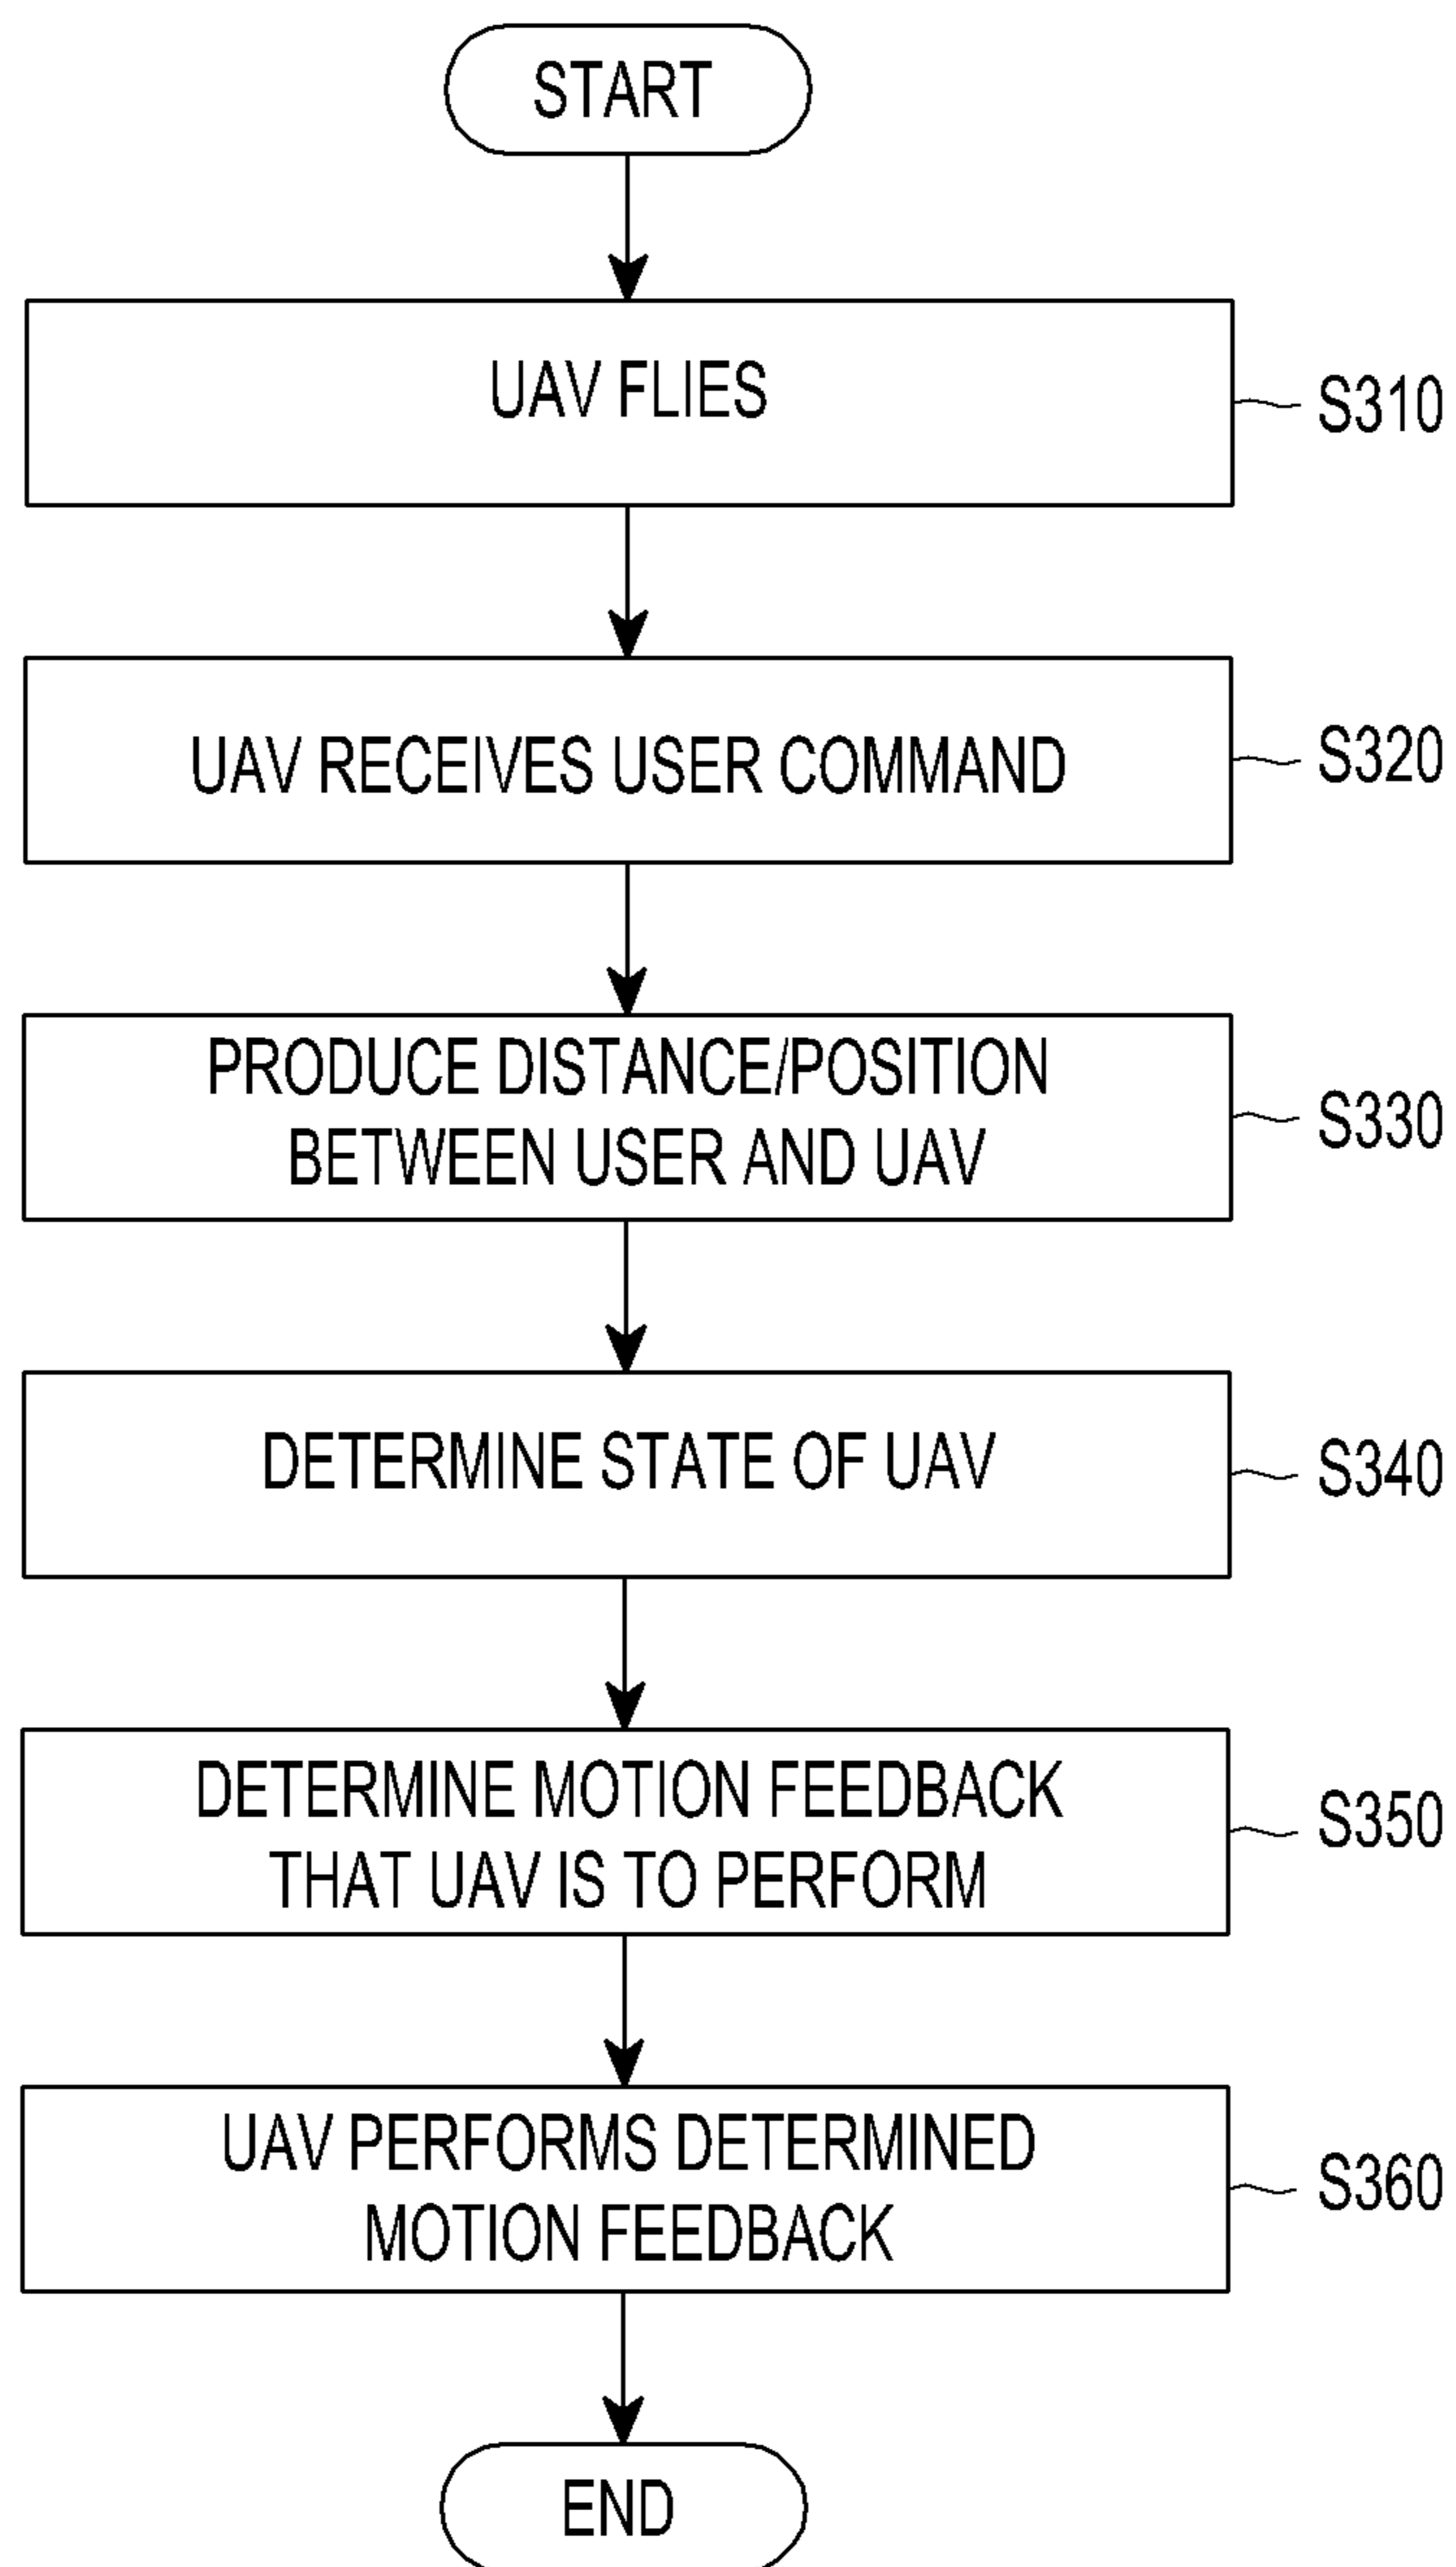 START
UAV FLIES
S310
UAV RECEIVES USER COMMAND
S320
PRODUCE DISTANCE/POSITION
BETWEEN USER AND UAV
S330
DETERMINE STATE OF UAV
S340
DETERMINE MOTION FEEDBACK
THAT UAV IS TO PERFORM
S350
UAV PERFORMS DETERMINED
MOTION FEEDBACK
S360
END